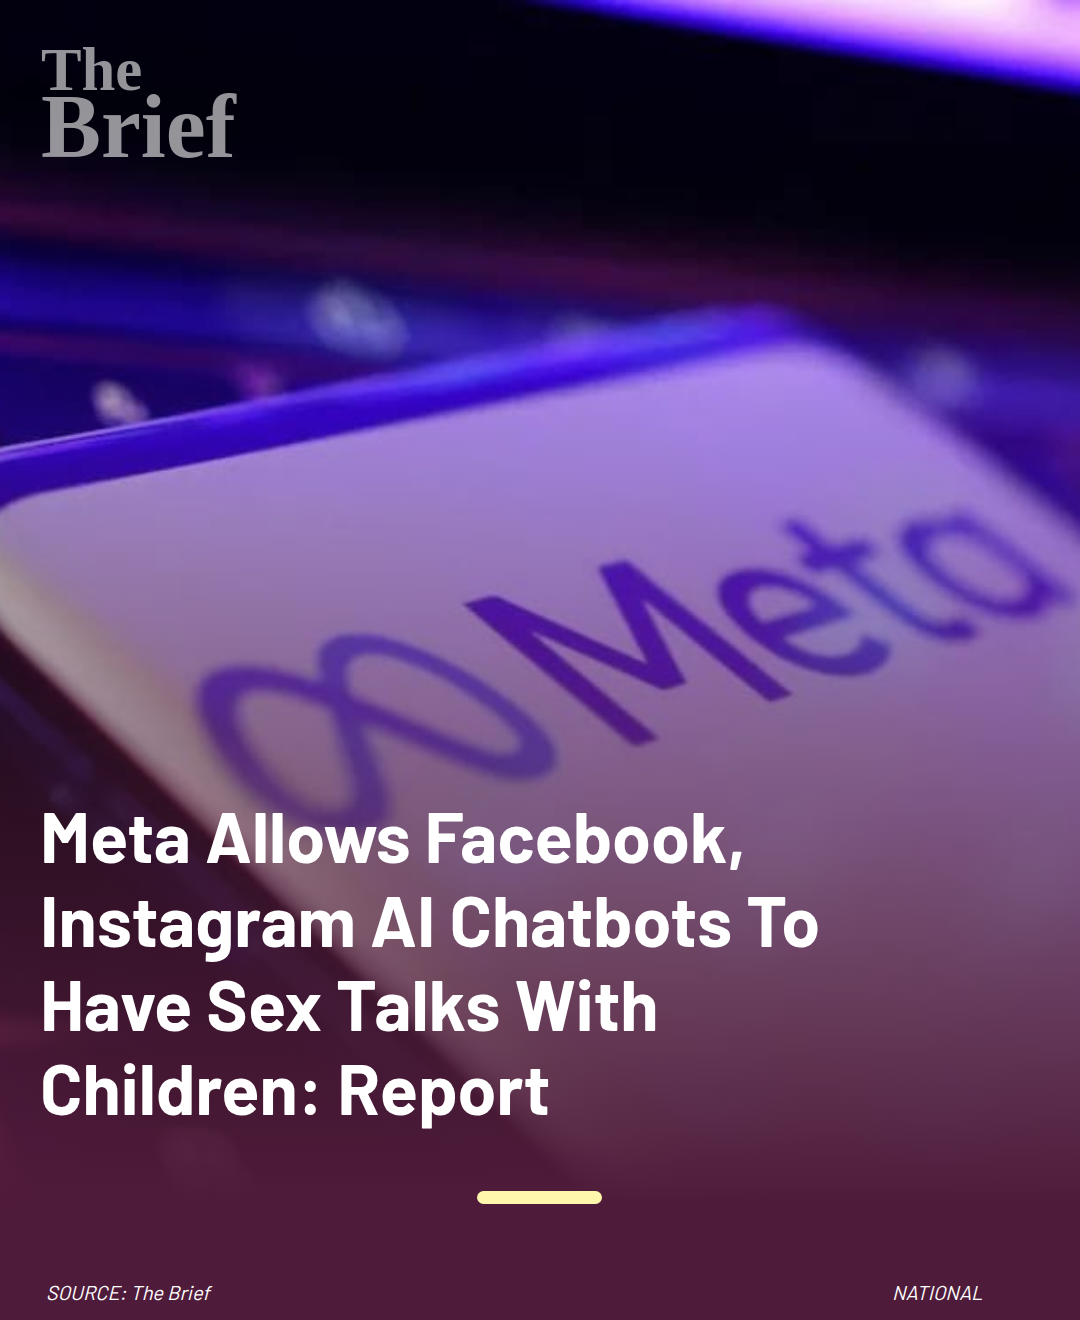 The
Brief
Meta
Meta Allows Facebook,
Instagram AI Chatbots To
Have Sex Talks With
Children: Report
SOURCE: The Brief
NATIONAL